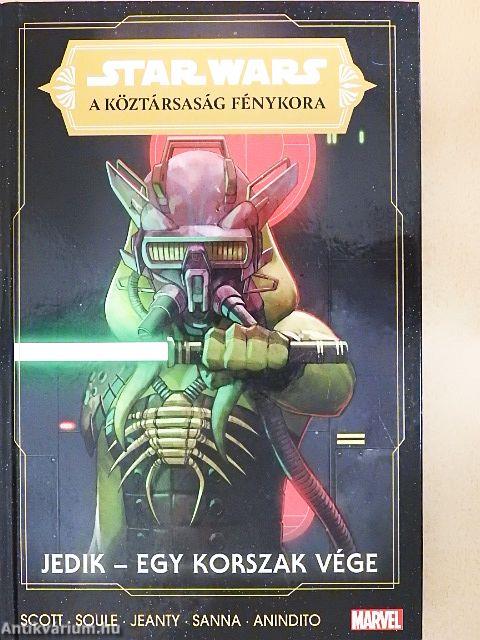 STAR WARS
A KÖZTÁRSASÁG FÉNYKORA
JEDIK – EGY KORSZAK VÉGE
SCOTT · SOULE · JEANTY · SANNA · ANINDITO
MARVEL
Antikvarium.hu